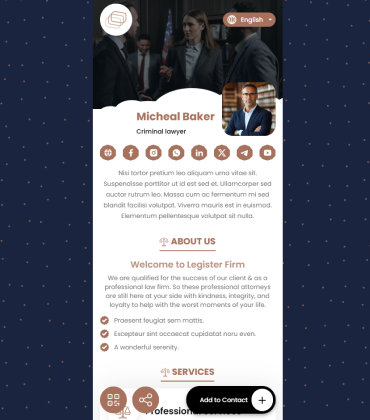 English
Micheal Baker
Criminal lawyer
Nisi tortor pretium leo aliquam urna vitae sit.
Suspendisse porttitor ut id est sed et. Ullamcorper sed
auctor rutrum leo. Massa cum ac fermentum mi sed
blandit facilisi volutpat. Viverra mauris est in euismod.
Elementum pellentesque volutpat sit nulla.
ABOUT US
Welcome to Legister Firm
We are qualified for the success of our client & as a
professional law firm. So these professional attorneys
are still here at your side with kindness, integrity, and
loyalty to help with the worst moments of your life.
Praesent feugiat sem mattis.
Excepteur sint occaecat cupidatat noru even.
A wonderful serenity.
SERVICES
Add to Contact